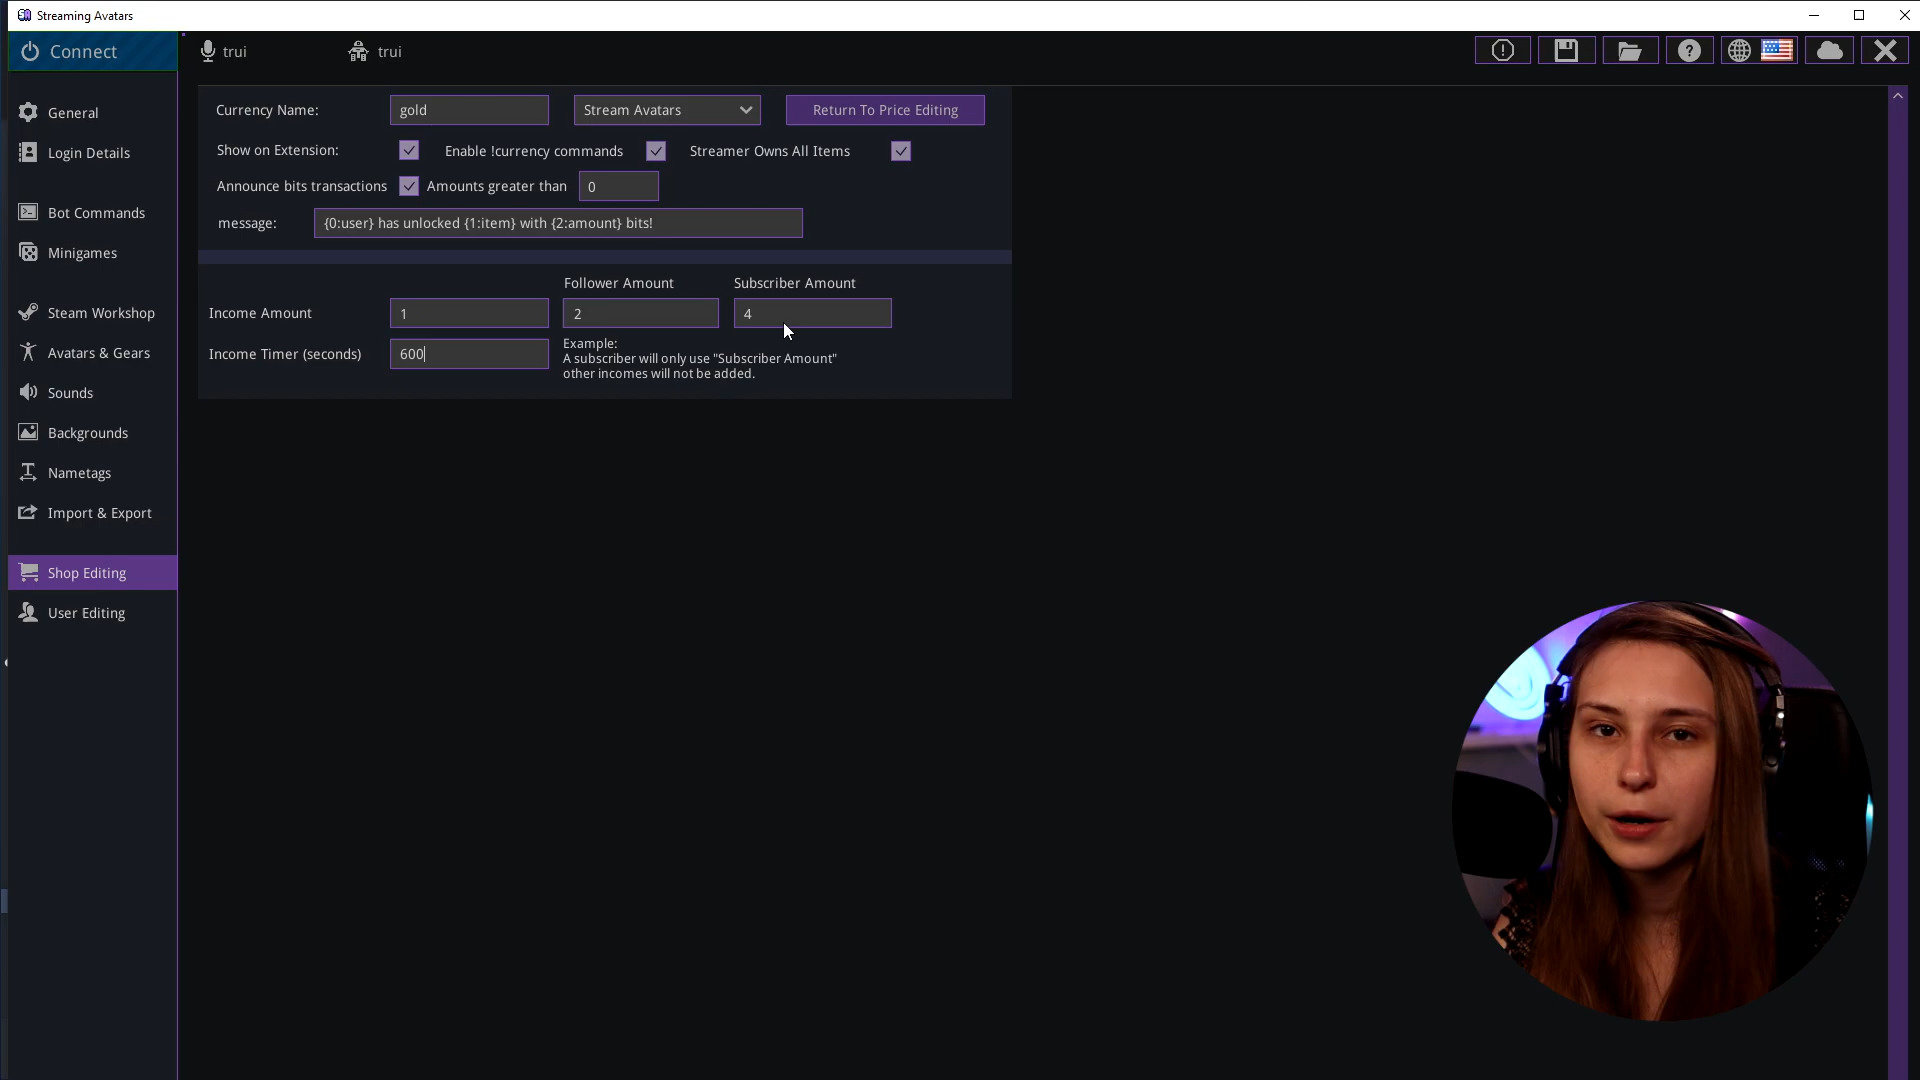 Streaming Avatars
Connect
trui
trui
General
Login Details
Bot Commands
Minigames
Steam Workshop
Avatars & Gears
Sounds
Backgrounds
Nametags
Import & Export
Shop Editing
User Editing
Currency Name:
gold
Stream Avatars
Return To Price Editing
Show on Extension:
Enable !currency commands
Streamer Owns All Items
Announce bits transactions
Amounts greater than
0
message:
{0:user} has unlocked {1:item} with {2:amount} bits!
Follower Amount
Subscriber Amount
Income Amount
1
2
4
Income Timer (seconds)
600
Example:
A subscriber will only use "Subscriber Amount"
other incomes will not be added.